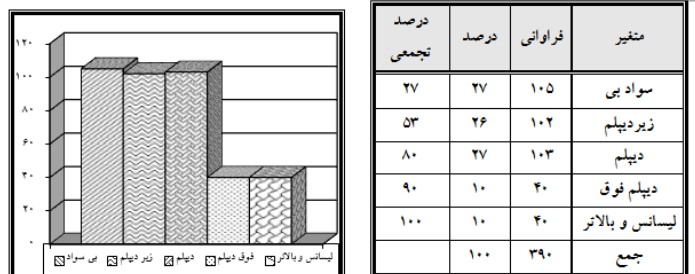 ۱۲۰
۱۰۰
۸۰
۶۰
۴۰
۲۰
۰
بی سواد زیر دیپلم دیپلم فوق دیپلم لیسانس و بالاتر
متغیر فراوانی درصد درصد تجمعی
سواد بی ۱۰۵ ۲۷ ۲۷
زیردیپلم ۱۰۲ ۲۶ ۵۳
دیپلم ۱۰۳ ۲۷ ۸۰
دیپلم فوق ۴۰ ۱۰ ۹۰
لیسانس و بالاتر ۴۰ ۱۰ ۱۰۰
جمع ۳۹۰ ۱۰۰